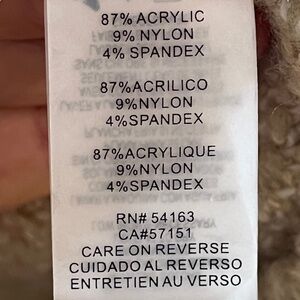 87% ACRYLIC
9% NYLON
4% SPANDEX
87%ACRILICO
9%NYLON
4%SPANDEX
87%ACRYLIQUE
9%NYLON
4%SPANDEX
RN# 54163
CA#57151
CARE ON REVERSE
CUIDADO AL REVERSO
ENTRETIEN AU VERSO